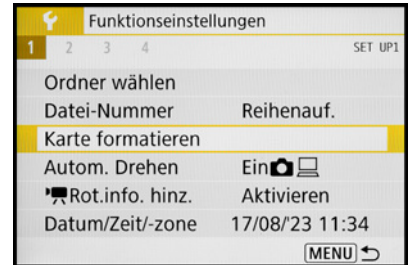 Funktionseinstellungen
1 2 3 4 SET UP1
Ordner wählen
Datei-Nummer Reihenauf.
Karte formatieren
Autom. Drehen Ein
Rot.info. hinz. Aktivieren
Datum/Zeit/-zone 17/08/'23 11:34
MENU